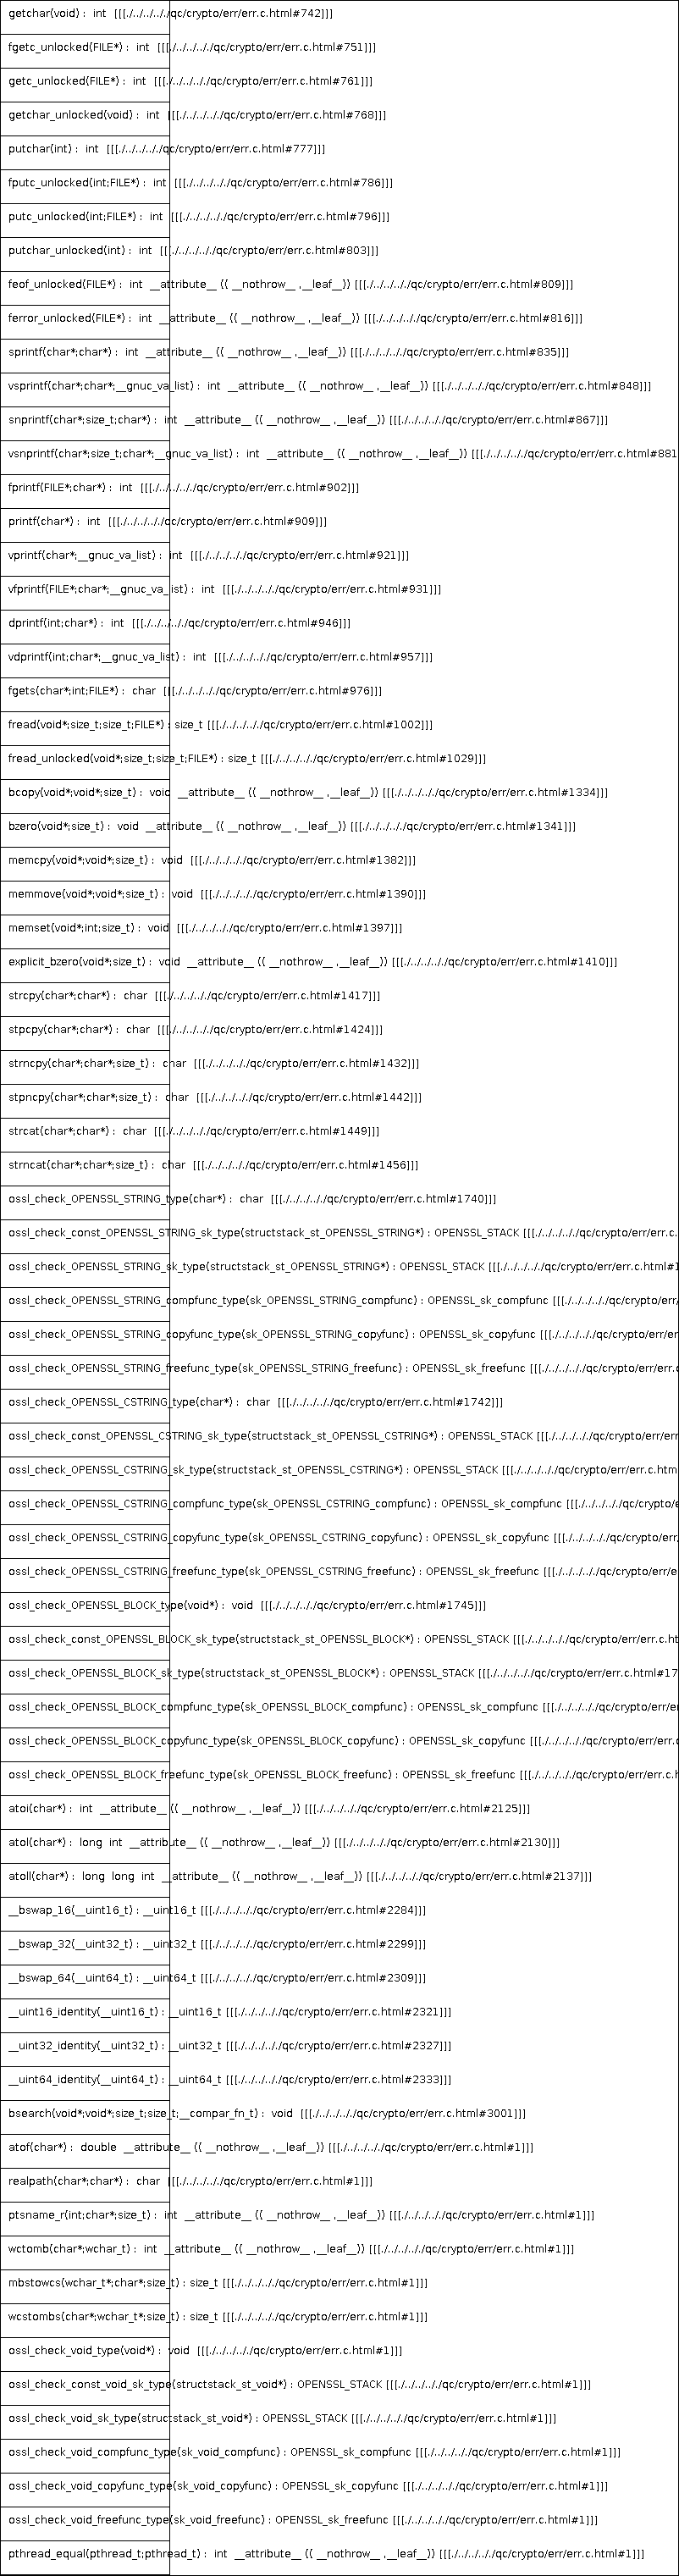 getchar(void) : int [[[./../../../qc/crypto/err/err.c.html#742]]]
fgetc_unlocked(FILE*) : int [[[./../../../qc/crypto/err/err.c.html#751]]]
getc_unlocked(FILE*) : int [[[./../../../qc/crypto/err/err.c.html#761]]]
getchar_unlocked(void) : int [[[./../../../qc/crypto/err/err.c.html#768]]]
putchar(int) : int [[[./../../../qc/crypto/err/err.c.html#777]]]
fputc_unlocked(int;FILE*) : int [[[./../../../qc/crypto/err/err.c.html#786]]]
putc_unlocked(int;FILE*) : int [[[./../../../qc/crypto/err/err.c.html#796]]]
putchar_unlocked(int) : int [[[./../../../qc/crypto/err/err.c.html#803]]]
feof_unlocked(FILE*) : int __attribute__ (( __nothrow__ ,__leaf__)) [[[./../../../qc/crypto/err/err.c.html#809]]]
ferror_unlocked(FILE*) : int __attribute__ (( __nothrow__ ,__leaf__)) [[[./../../../qc/crypto/err/err.c.html#816]]]
sprintf(char*;char*) : int __attribute__ (( __nothrow__ ,__leaf__)) [[[./../../../qc/crypto/err/err.c.html#835]]]
vsprintf(char*;char*;__gnuc_va_list) : int __attribute__ (( __nothrow__ ,__leaf__)) [[[./../../../qc/crypto/err/err.c.html#848]]]
snprintf(char*;size_t;char*) : int __attribute__ (( __nothrow__ ,__leaf__)) [[[./../../../qc/crypto/err/err.c.html#867]]]
vsnprintf(char*;size_t;char*;__gnuc_va_list) : int __attribute__ (( __nothrow__ ,__leaf__)) [[[./../../../qc/crypto/err/err.c.html#881
fprintf(FILE*;char*) : int [[[./../../../qc/crypto/err/err.c.html#902]]]
printf(char*) : int [[[./../../../qc/crypto/err/err.c.html#909]]]
vprintf(char*;__gnuc_va_list) : int [[[./../../../qc/crypto/err/err.c.html#921]]]
vfprintf(FILE*;char*;__gnuc_va_list) : int [[[./../../../qc/crypto/err/err.c.html#931]]]
dprintf(int;char*) : int [[[./../../../qc/crypto/err/err.c.html#946]]]
vdprintf(int;char*;__gnuc_va_list) : int [[[./../../../qc/crypto/err/err.c.html#957]]]
fgets(char*;int;FILE*) : char [[[./../../../qc/crypto/err/err.c.html#976]]]
fread(void*;size_t;size_t;FILE*) : size_t [[[./../../../qc/crypto/err/err.c.html#1002]]]
fread_unlocked(void*;size_t;size_t;FILE*) : size_t [[[./../../../qc/crypto/err/err.c.html#1029]]]
bcopy(void*;void*;size_t) : void __attribute__ (( __nothrow__ ,__leaf__)) [[[./../../../qc/crypto/err/err.c.html#1334]]]
bzero(void*;size_t) : void __attribute__ (( __nothrow__ ,__leaf__)) [[[./../../../qc/crypto/err/err.c.html#1341]]]
memcpy(void*;void*;size_t) : void [[[./../../../qc/crypto/err/err.c.html#1382]]]
memmove(void*;void*;size_t) : void [[[./../../../qc/crypto/err/err.c.html#1390]]]
memset(void*;int;size_t) : void [[[./../../../qc/crypto/err/err.c.html#1397]]]
explicit_bzero(void*;size_t) : void __attribute__ (( __nothrow__ ,__leaf__)) [[[./../../../qc/crypto/err/err.c.html#1410]]]
strcpy(char*;char*) : char [[[./../../../qc/crypto/err/err.c.html#1417]]]
stpcpy(char*;char*) : char [[[./../../../qc/crypto/err/err.c.html#1424]]]
strncpy(char*;char*;size_t) : char [[[./../../../qc/crypto/err/err.c.html#1432]]]
stpncpy(char*;char*;size_t) : char [[[./../../../qc/crypto/err/err.c.html#1442]]]
strcat(char*;char*) : char [[[./../../../qc/crypto/err/err.c.html#1449]]]
strncat(char*;char*;size_t) : char [[[./../../../qc/crypto/err/err.c.html#1456]]]
ossl_check_OPENSSL_STRING_type(char*) : char [[[./../../../qc/crypto/err/err.c.html#1740]]]
ossl_check_const_OPENSSL_STRING_sk_type(structstack_st_OPENSSL_STRING*) : OPENSSL_STACK [[[./../../../qc/crypto/err/err.c.
ossl_check_OPENSSL_STRING_sk_type(structstack_st_OPENSSL_STRING*) : OPENSSL_STACK [[[./../../../qc/crypto/err/err.c.html#1
ossl_check_OPENSSL_STRING_compfunc_type(sk_OPENSSL_STRING_compfunc) : OPENSSL_sk_compfunc [[[./../../../qc/crypto/err/
ossl_check_OPENSSL_STRING_copyfunc_type(sk_OPENSSL_STRING_copyfunc) : OPENSSL_sk_copyfunc [[[./../../../qc/crypto/err/er
ossl_check_OPENSSL_STRING_freefunc_type(sk_OPENSSL_STRING_freefunc) : OPENSSL_sk_freefunc [[[./../../../qc/crypto/err/err.c
ossl_check_OPENSSL_CSTRING_type(char*) : char [[[./../../../qc/crypto/err/err.c.html#1742]]]
ossl_check_const_OPENSSL_CSTRING_sk_type(structstack_st_OPENSSL_CSTRING*) : OPENSSL_STACK [[[./../../../qc/crypto/err/err
ossl_check_OPENSSL_CSTRING_sk_type(structstack_st_OPENSSL_CSTRING*) : OPENSSL_STACK [[[./../../../qc/crypto/err/err.c.htm
ossl_check_OPENSSL_CSTRING_compfunc_type(sk_OPENSSL_CSTRING_compfunc) : OPENSSL_sk_compfunc [[[./../../../qc/crypto/e
ossl_check_OPENSSL_CSTRING_copyfunc_type(sk_OPENSSL_CSTRING_copyfunc) : OPENSSL_sk_copyfunc [[[./../../../qc/crypto/err/
ossl_check_OPENSSL_CSTRING_freefunc_type(sk_OPENSSL_CSTRING_freefunc) : OPENSSL_sk_freefunc [[[./../../../qc/crypto/err/e
ossl_check_OPENSSL_BLOCK_type(void*) : void [[[./../../../qc/crypto/err/err.c.html#1745]]]
ossl_check_const_OPENSSL_BLOCK_sk_type(structstack_st_OPENSSL_BLOCK*) : OPENSSL_STACK [[[./../../../qc/crypto/err/err.c.ht
ossl_check_OPENSSL_BLOCK_sk_type(structstack_st_OPENSSL_BLOCK*) : OPENSSL_STACK [[[./../../../qc/crypto/err/err.c.html#17
ossl_check_OPENSSL_BLOCK_compfunc_type(sk_OPENSSL_BLOCK_compfunc) : OPENSSL_sk_compfunc [[[./../../../qc/crypto/err/er
ossl_check_OPENSSL_BLOCK_copyfunc_type(sk_OPENSSL_BLOCK_copyfunc) : OPENSSL_sk_copyfunc [[[./../../../qc/crypto/err/err.c
ossl_check_OPENSSL_BLOCK_freefunc_type(sk_OPENSSL_BLOCK_freefunc) : OPENSSL_sk_freefunc [[[./../../../qc/crypto/err/err.c.h
atoi(char*) : int __attribute__ (( __nothrow__ ,__leaf__)) [[[./../../../qc/crypto/err/err.c.html#2125]]]
atol(char*) : long int __attribute__ (( __nothrow__ ,__leaf__)) [[[./../../../qc/crypto/err/err.c.html#2130]]]
atoll(char*) : long long int __attribute__ (( __nothrow__ ,__leaf__)) [[[./../../../qc/crypto/err/err.c.html#2137]]]
__bswap_16(__uint16_t) : __uint16_t [[[./../../../qc/crypto/err/err.c.html#2284]]]
__bswap_32(__uint32_t) : __uint32_t [[[./../../../qc/crypto/err/err.c.html#2299]]]
__bswap_64(__uint64_t) : __uint64_t [[[./../../../qc/crypto/err/err.c.html#2309]]]
__uint16_identity(__uint16_t) : __uint16_t [[[./../../../qc/crypto/err/err.c.html#2321]]]
__uint32_identity(__uint32_t) : __uint32_t [[[./../../../qc/crypto/err/err.c.html#2327]]]
__uint64_identity(__uint64_t) : __uint64_t [[[./../../../qc/crypto/err/err.c.html#2333]]]
bsearch(void*;void*;size_t;size_t;__compar_fn_t) : void [[[./../../../qc/crypto/err/err.c.html#3001]]]
atof(char*) : double __attribute__ (( __nothrow__ ,__leaf__)) [[[./../../../qc/crypto/err/err.c.html#1]]]
realpath(char*;char*) : char [[[./../../../qc/crypto/err/err.c.html#1]]]
ptsname_r(int;char*;size_t) : int __attribute__ (( __nothrow__ ,__leaf__)) [[[./../../../qc/crypto/err/err.c.html#1]]]
wctomb(char*;wchar_t) : int __attribute__ (( __nothrow__ ,__leaf__)) [[[./../../../qc/crypto/err/err.c.html#1]]]
mbstowcs(wchar_t*;char*;size_t) : size_t [[[./../../../qc/crypto/err/err.c.html#1]]]
wcstombs(char*;wchar_t*;size_t) : size_t [[[./../../../qc/crypto/err/err.c.html#1]]]
ossl_check_void_type(void*) : void [[[./../../../qc/crypto/err/err.c.html#1]]]
ossl_check_const_void_sk_type(structstack_st_void*) : OPENSSL_STACK [[[./../../../qc/crypto/err/err.c.html#1]]]
ossl_check_void_sk_type(structstack_st_void*) : OPENSSL_STACK [[[./../../../qc/crypto/err/err.c.html#1]]]
ossl_check_void_compfunc_type(sk_void_compfunc) : OPENSSL_sk_compfunc [[[./../../../qc/crypto/err/err.c.html#1]]]
ossl_check_void_copyfunc_type(sk_void_copyfunc) : OPENSSL_sk_copyfunc [[[./../../../qc/crypto/err/err.c.html#1]]]
ossl_check_void_freefunc_type(sk_void_freefunc) : OPENSSL_sk_freefunc [[[./../../../qc/crypto/err/err.c.html#1]]]
pthread_equal(pthread_t;pthread_t) : int __attribute__ (( __nothrow__ ,__leaf__)) [[[./../../../qc/crypto/err/err.c.html#1]]]